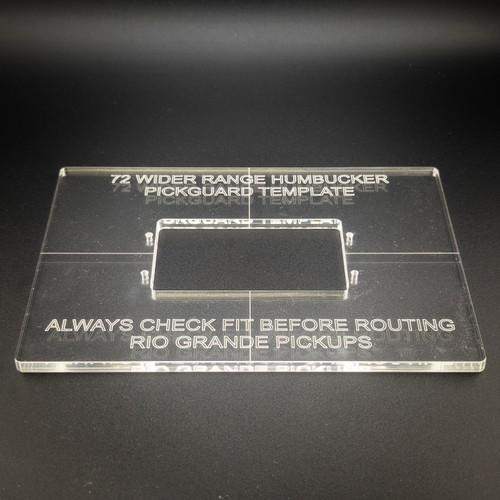 72 WIDER RANGE HUMBUCKER
PICKGUARD TEMPLATE
ALWAYS CHECK FIT BEFORE ROUTING
RIO GRANDE PICKUPS